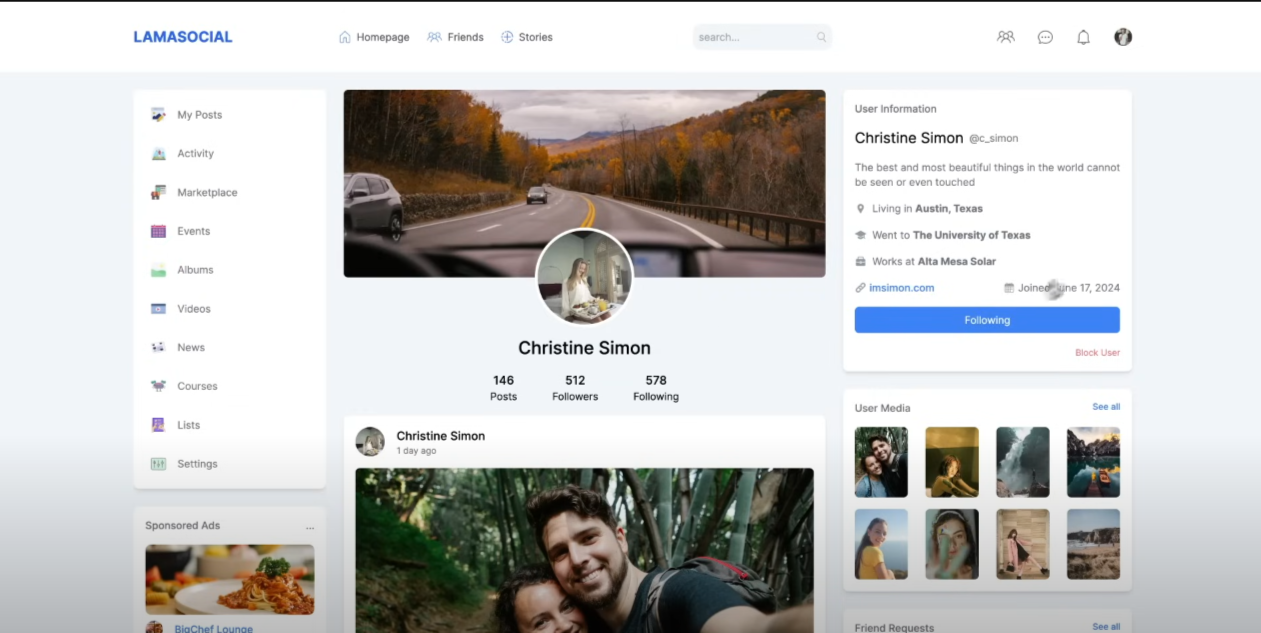 LAMASOCIAL
Homepage
Friends
Stories
search...
My Posts
Activity
Marketplace
Events
Albums
Videos
News
Courses
Lists
Settings
Sponsored Ads
...
BigChef Lounge
Christine Simon
146
Posts
512
Followers
578
Following
Christine Simon
1 day ago
User Information
Christine Simon @c_simon
The best and most beautiful things in the world cannot
be seen or even touched
Living in Austin, Texas
Went to The University of Texas
Works at Alta Mesa Solar
imsimon.com
Joined June 17, 2024
Following
Block User
User Media
See all
Friend Requests
See all